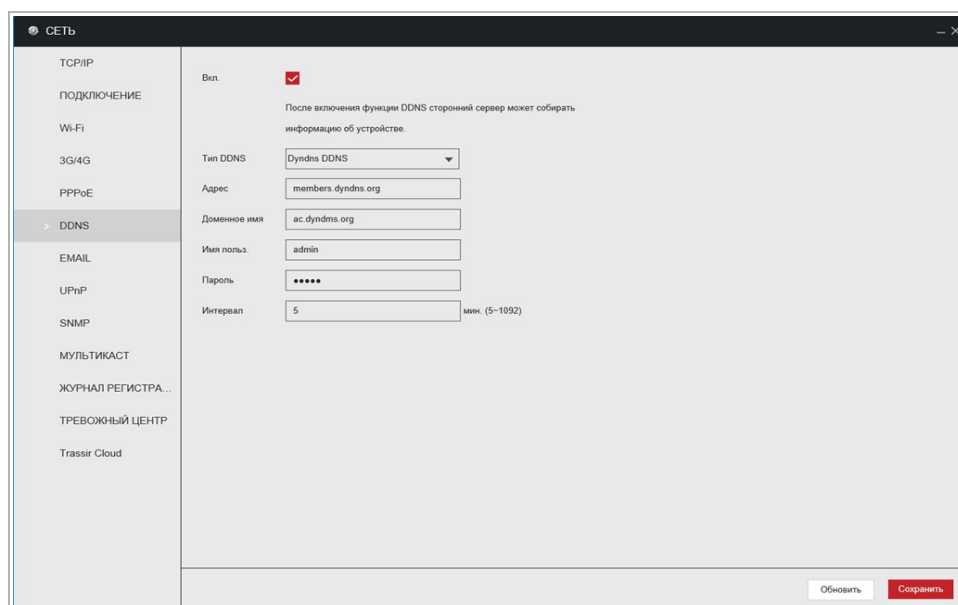 СЕТЬ
TCP/IP
ПОДКЛЮЧЕНИЕ
Wi-Fi
3G/4G
PPPoE
DDNS
EMAIL
UPnP
SNMP
МУЛЬТИКАСТ
ЖУРНАЛ РЕГИСТРА...
ТРЕВОЖНЫЙ ЦЕНТР
Trassir Cloud
Вкл.
После включения функции DDNS сторонний сервер может собирать
информацию об устройстве.
Тип DDNS Dyndns DDNS
Адрес members.dyndns.org
Доменное имя ac.dyndms.org
Имя польз. admin
Пароль •••••
Интервал 5 мин. (5~1092)
Обновить Сохранить